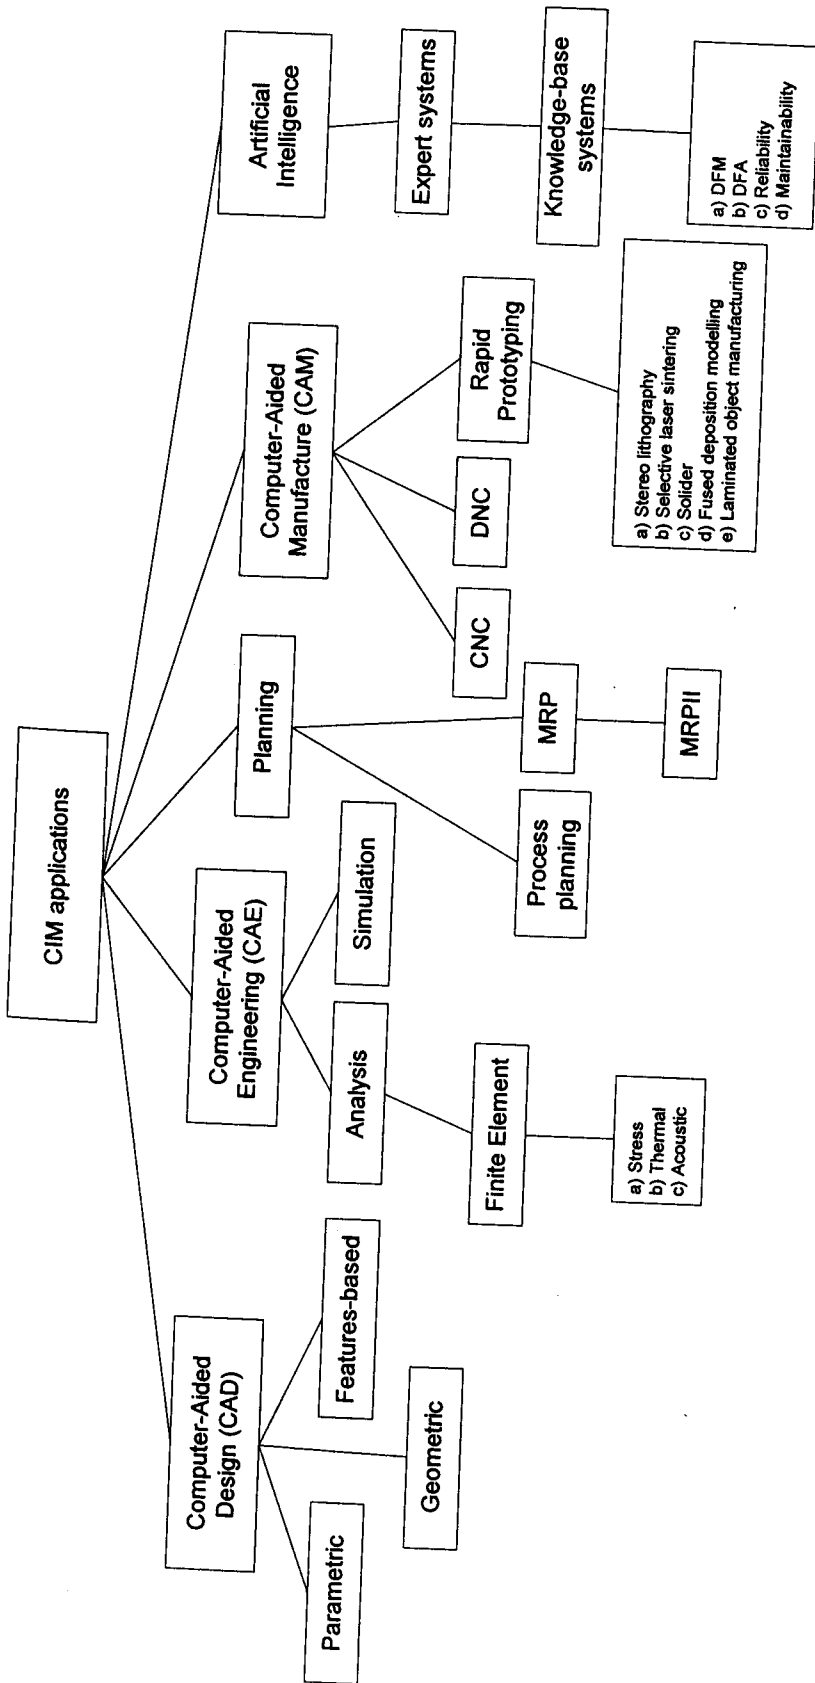 CIM applications
Computer-Aided
Design (CAD)
Parametric
Geometric
Features-based
Computer-Aided
Engineering (CAE)
Analysis
Simulation
Finite Element
a) Stress
b) Thermal
c) Acoustic
Planning
Process
planning
MRP
MRPII
Computer-Aided
Manufacture (CAM)
CNC
DNC
Rapid
Prototyping
a) Stereo lithography
b) Selective laser sintering
c) Solider
d) Fused deposition modelling
e) Laminated object manufacturing
Artificial
Intelligence
Expert systems
Knowledge-base
systems
a) DFM
b) DFA
c) Reliability
d) Maintainability